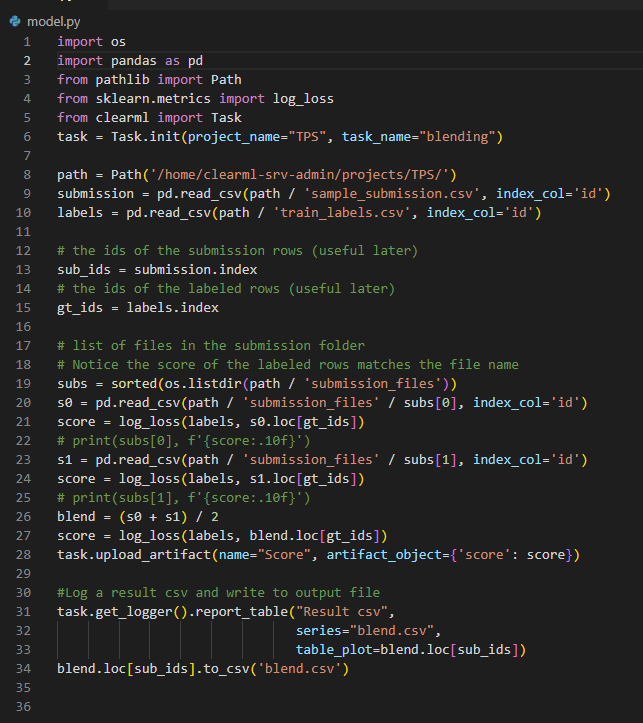 model.py
1 import os
2 import pandas as pd
3 from pathlib import Path
4 from sklearn.metrics import log_loss
5 from clearml import Task
6 task = Task.init(project_name="TPS", task_name="blending")
7
8 path = Path('/home/clearml-srv-admin/projects/TPS/')
9 submission = pd.read_csv(path / 'sample_submission.csv', index_col='id')
10 labels = pd.read_csv(path / 'train_labels.csv', index_col='id')
11
12 # the ids of the submission rows (useful later)
13 sub_ids = submission.index
14 # the ids of the labeled rows (useful later)
15 gt_ids = labels.index
16
17 # list of files in the submission folder
18 # Notice the score of the labeled rows matches the file name
19 subs = sorted(os.listdir(path / 'submission_files'))
20 s0 = pd.read_csv(path / 'submission_files' / subs[0], index_col='id')
21 score = log_loss(labels, s0.loc[gt_ids])
22 # print(subs[0], f'{score:.10f}')
23 s1 = pd.read_csv(path / 'submission_files' / subs[1], index_col='id')
24 score = log_loss(labels, s1.loc[gt_ids])
25 # print(subs[1], f'{score:.10f}')
26 blend = (s0 + s1) / 2
27 score = log_loss(labels, blend.loc[gt_ids])
28 task.upload_artifact(name="Score", artifact_object={'score': score})
29
30 #Log a result csv and write to output file
31 task.get_logger().report_table("Result csv",
32 series="blend.csv",
33 table_plot=blend.loc[sub_ids])
34 blend.loc[sub_ids].to_csv('blend.csv')
35
36